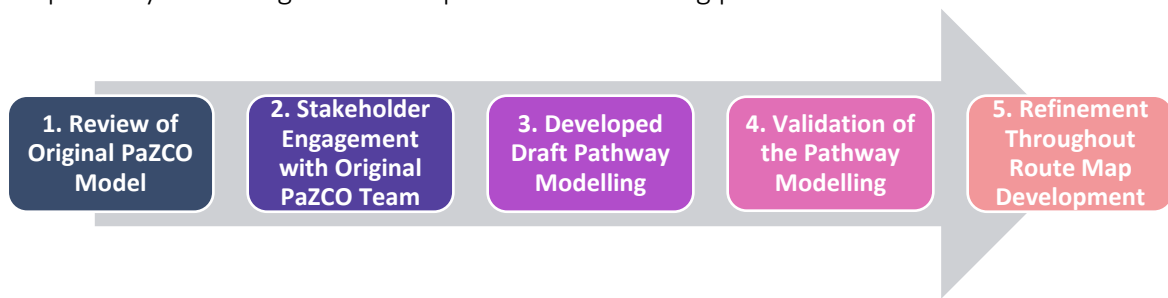 1. Review of
Original PaZCO
Model
2. Stakeholder
Engagement
with Original
PaZCO Team
3. Developed
Draft Pathway
Modelling
4. Validation of
the Pathway
Modelling
5. Refinement
Throughout
Route Map
Development